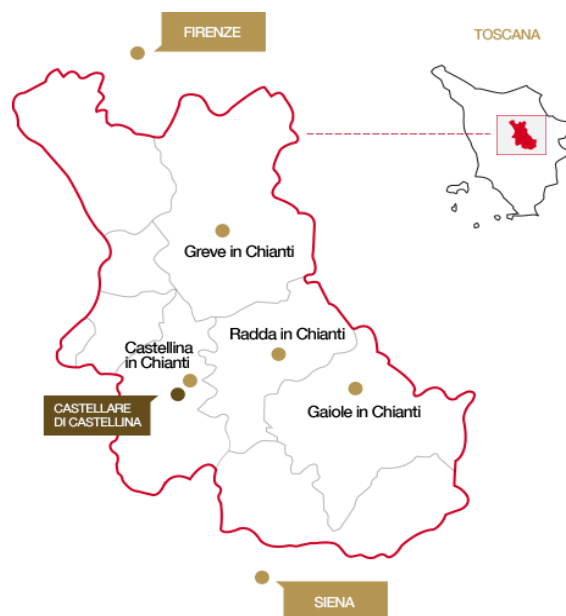 FIRENZE
TOSCANA
Greve in Chianti
Radda in Chianti
Castellina
in Chianti
CASTELLARE
DI CASTELLINA
Gaiole in Chianti
SIENA